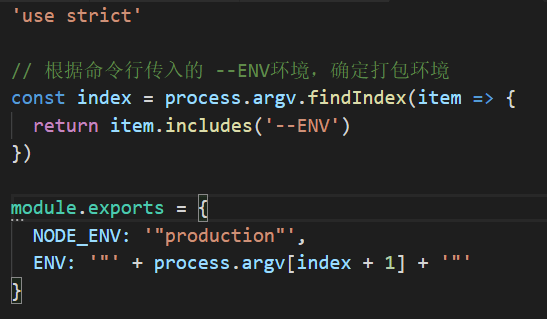 'use strict'
// 根据命令行传入的 --ENV环境，确定打包环境
const index = process.argv.findIndex(item => {
return item.includes('--ENV')
})
module.exports = {
NODE_ENV: '"production"',
ENV: '"' + process.argv[index + 1] + '"'
}